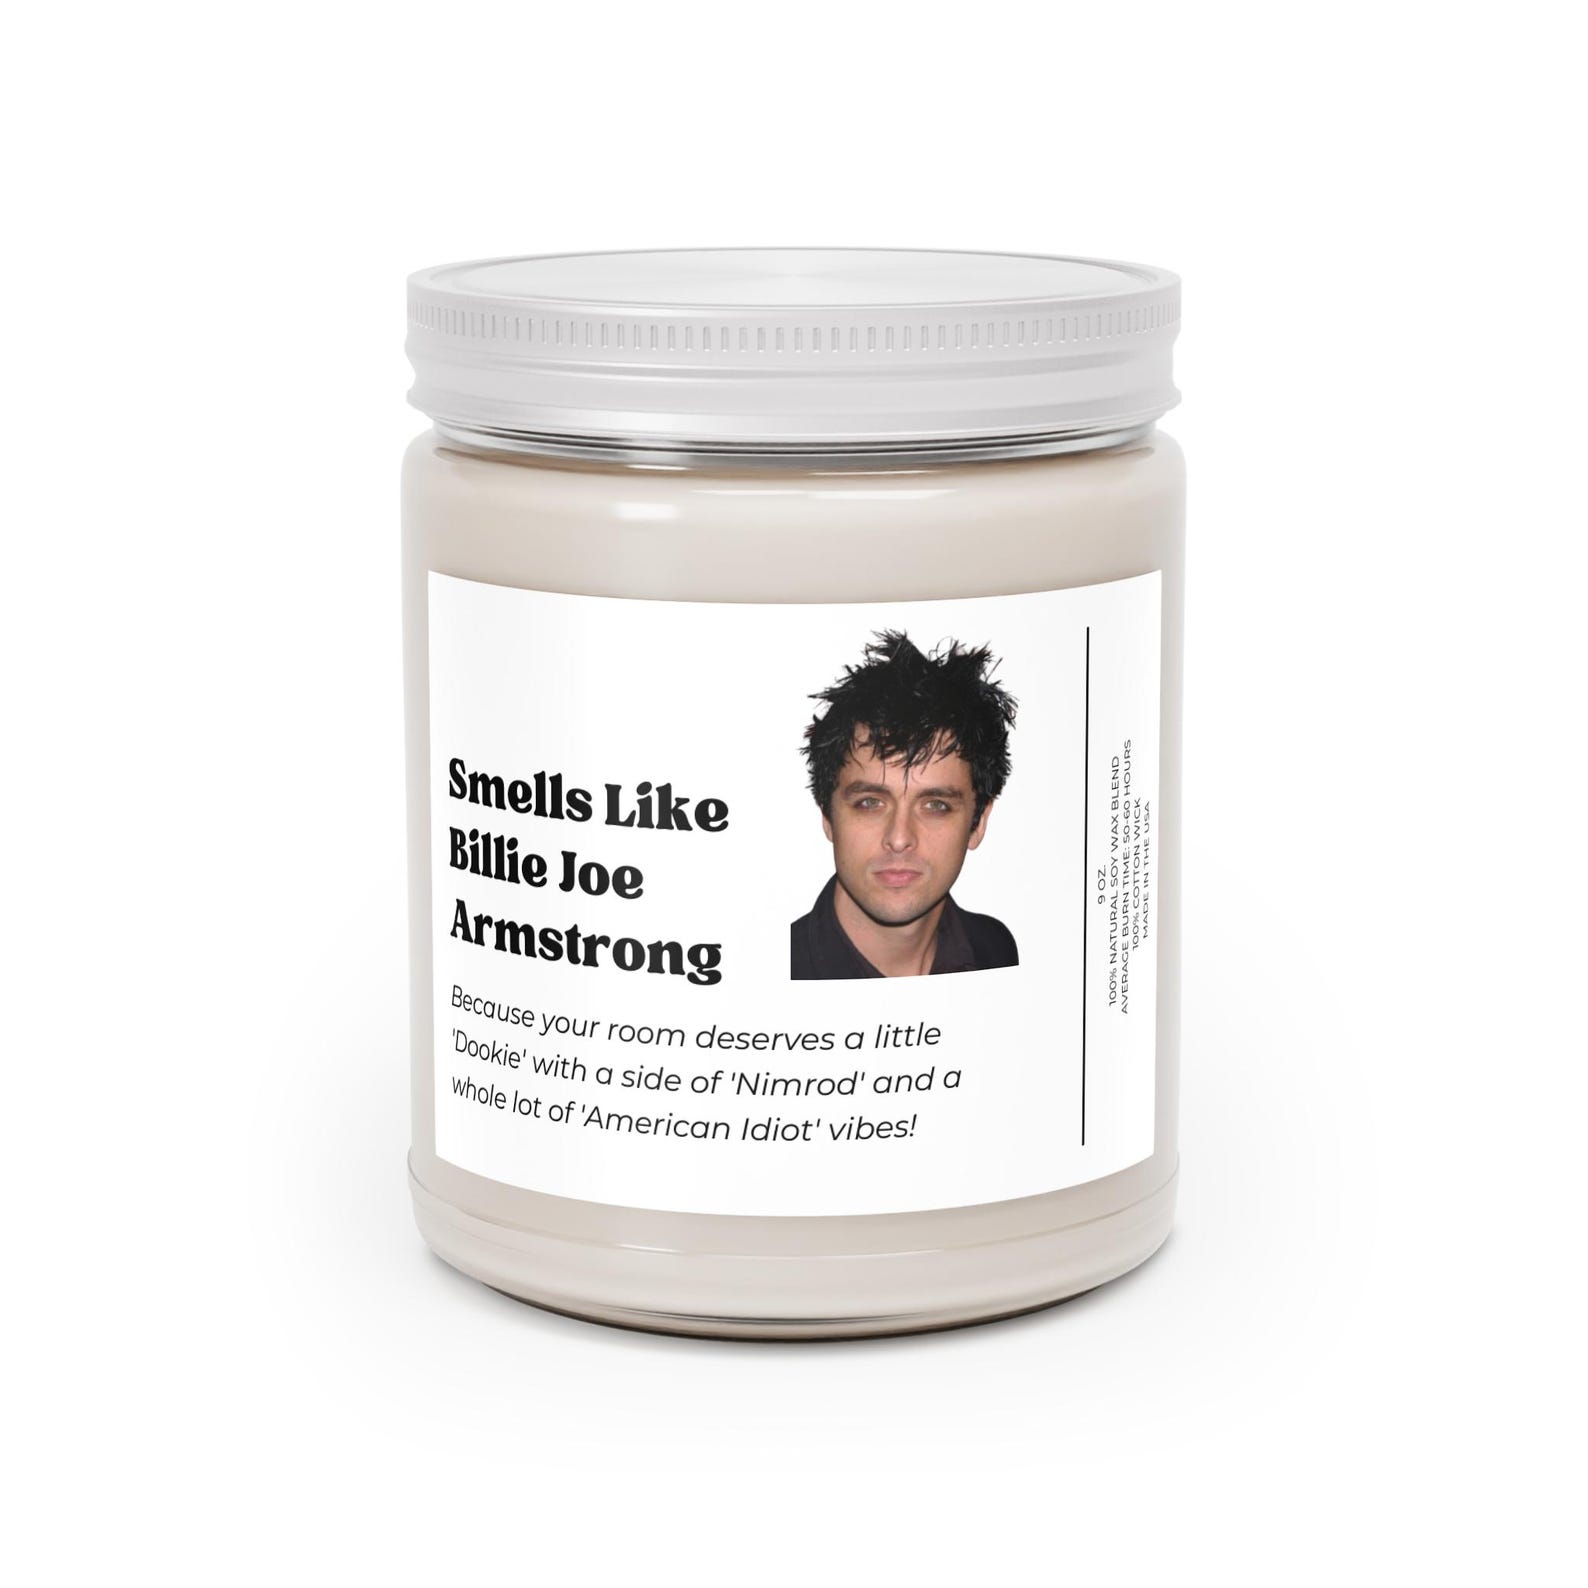 Smells Like
Billie Joe
Armstrong
Because your room deserves a little
'Dookie' with a side of 'Nimrod' and a
whole lot of 'American Idiot' vibes!
9 OZ.
100% NATURAL SOY WAX BLEND
AVERAGE BURN TIME: 50-60 HOURS
100% COTTON WICK
MADE IN THE USA